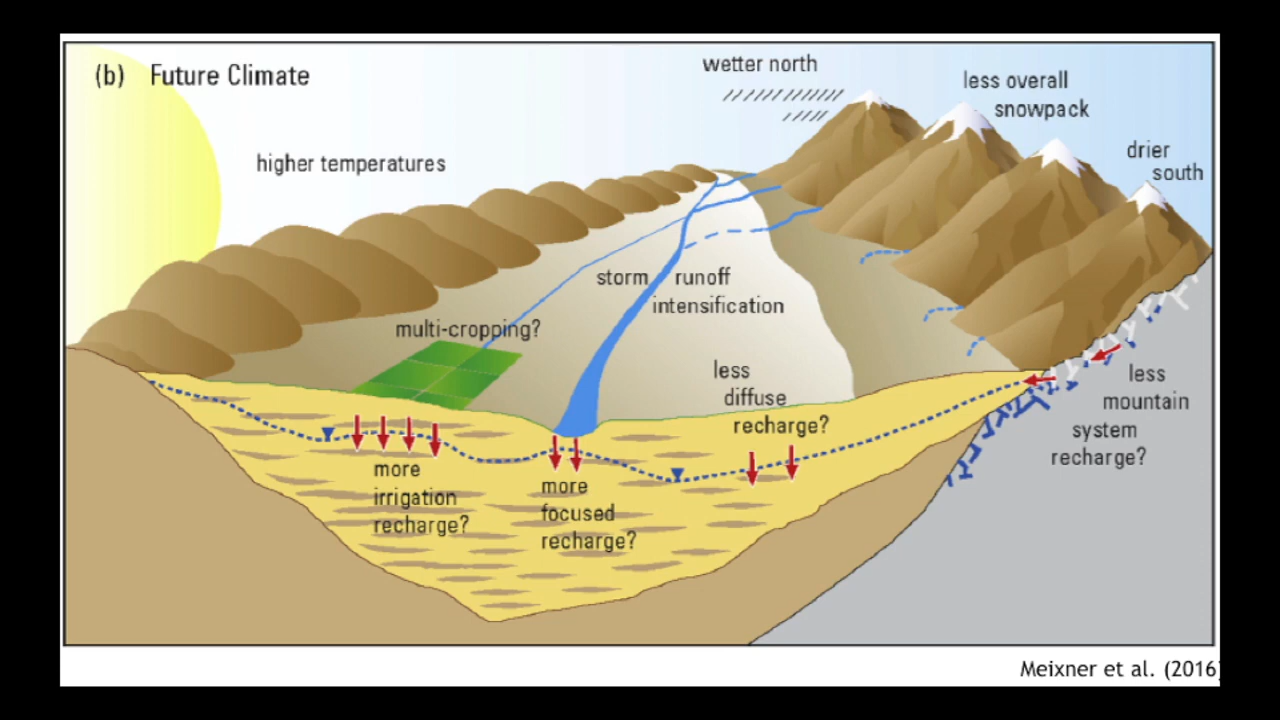 (b) Future Climate
wetter north
less overall
snowpack
drier
south
higher temperatures
storm runoff
intensification
multi-cropping?
less
diffuse
recharge?
less
mountain
system
recharge?
more
irrigation
recharge?
more
focused
recharge?
Meixner et al. (2016)